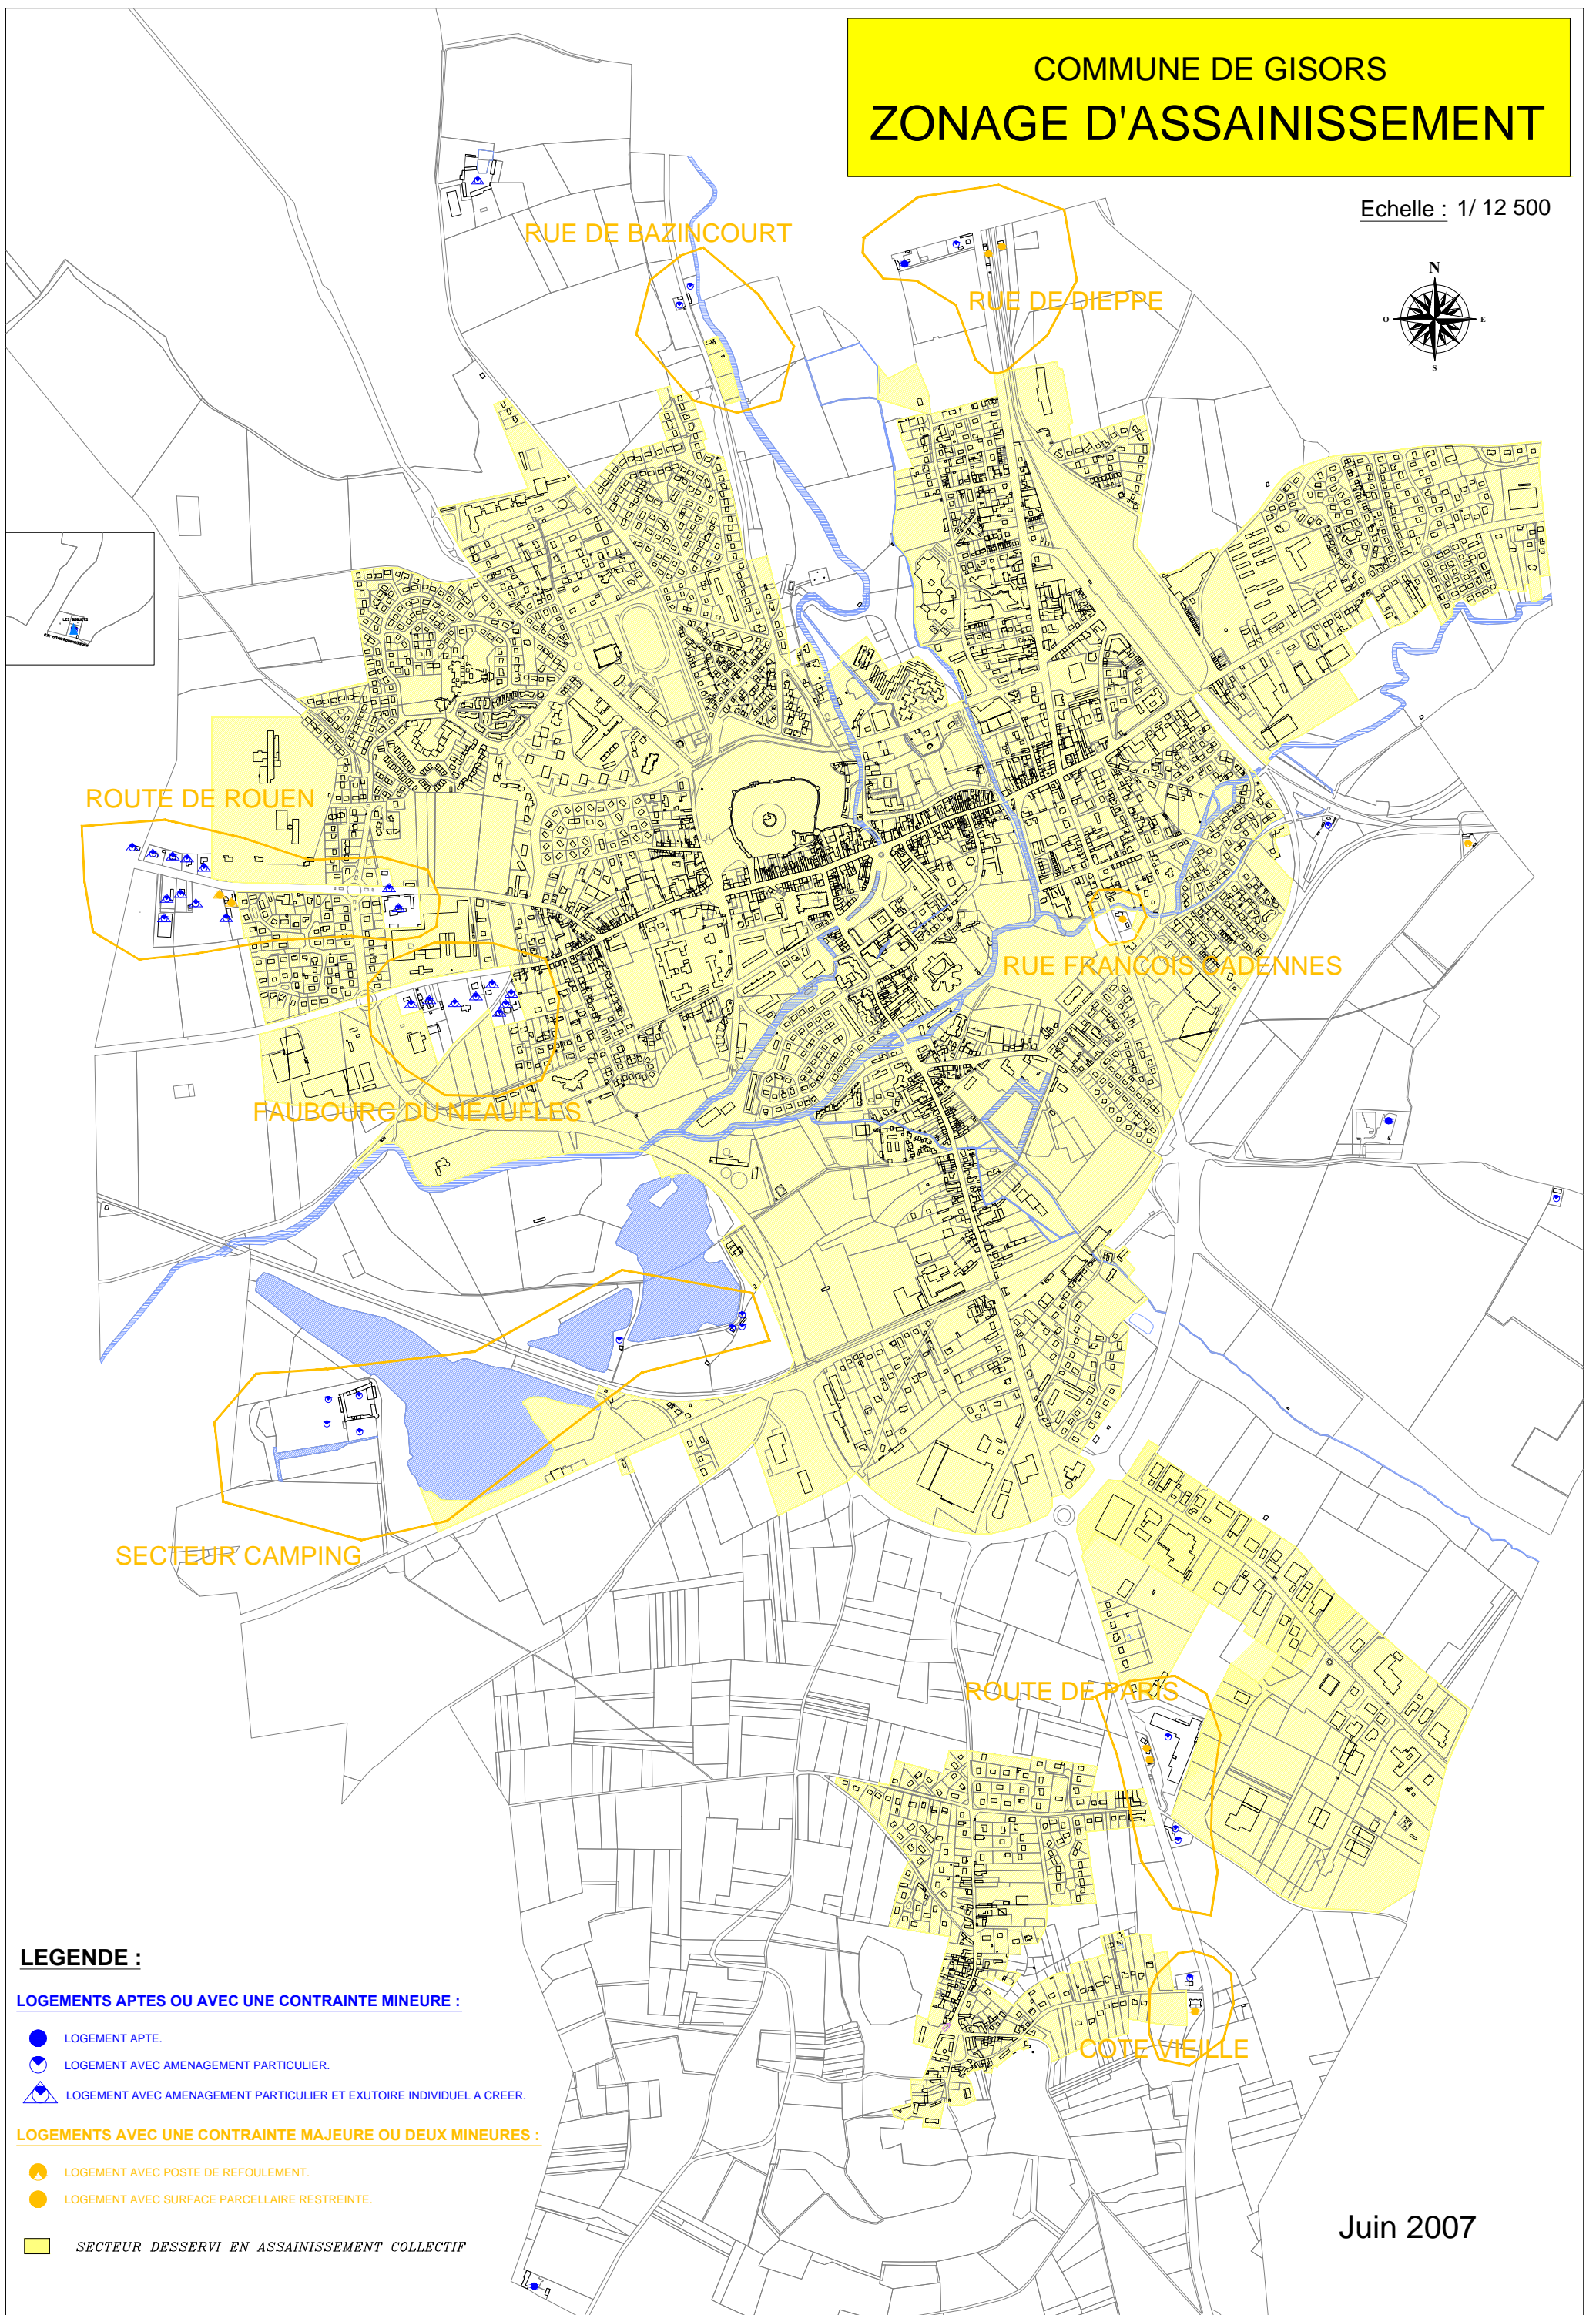 COMMUNE DE GISORS
ZONAGE D'ASSAINISSEMENT
Echelle : 1/ 12 500
N
O
E
S
RUE DE BAZINCOURT
RUE DE DIEPPE
ROUTE DE ROUEN
RUE FRANCOIS CADENNES
FAUBOURG DU NEAUFLES
SECTEUR CAMPING
ROUTE DE PARIS
COTE VIEILLE
LEGENDE :
LOGEMENTS APTES OU AVEC UNE CONTRAINTE MINEURE :
LOGEMENT APTE.
LOGEMENT AVEC AMENAGEMENT PARTICULIER.
LOGEMENT AVEC AMENAGEMENT PARTICULIER ET EXUTOIRE INDIVIDUEL A CREER.
LOGEMENTS AVEC UNE CONTRAINTE MAJEURE OU DEUX MINEURES :
LOGEMENT AVEC POSTE DE REFOULEMENT.
LOGEMENT AVEC SURFACE PARCELLAIRE RESTREINTE.
SECTEUR DESSERVI EN ASSAINISSEMENT COLLECTIF
Juin 2007